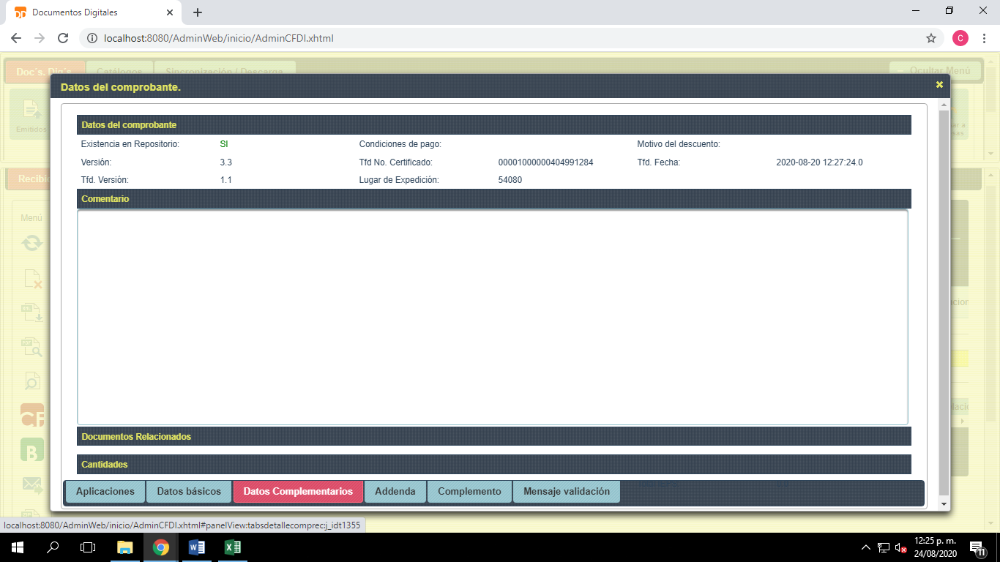 Documentos Digitales
localhost:8080/AdminWeb/inicio/AdminCFDI.xhtml
C
Doc´s. Dig´s. Catálogos Sincronización / Descarga Ocultar Menú
Emitidos
Datos del comprobante.
Datos del comprobante
Existencia en Repositorio: SI Condiciones de pago: Motivo del descuento:
Versión: 3.3 Tfd No. Certificado: 00001000000404991284 Tfd. Fecha: 2020-08-20 12:27:24.0
Tfd. Versión: 1.1 Lugar de Expedición: 54080
Comentario
Menú
Documentos Relacionados
Cantidades
Aplicaciones Datos básicos Datos Complementarios Addenda Complemento Mensaje validación
localhost:8080/AdminWeb/inicio/AdminCFDI.xhtml#panelView:tabsdetallecomprec:j_idt1355
12:25 p. m.
24/08/2020
11